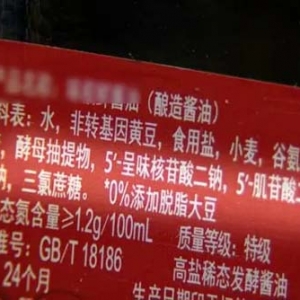 酱油（酿造酱油）
料表：水，非转基因黄豆，食用盐，小麦，谷氨
，酵母抽提物，5′-呈味核苷酸二钠，5′-肌苷酸
钠，三氯蔗糖。*0%添加脱脂大豆
态氮含量≥1.2g/100mL 质量等级：特级
准号：GB/T 18186 高盐稀态发酵酱油
24个月